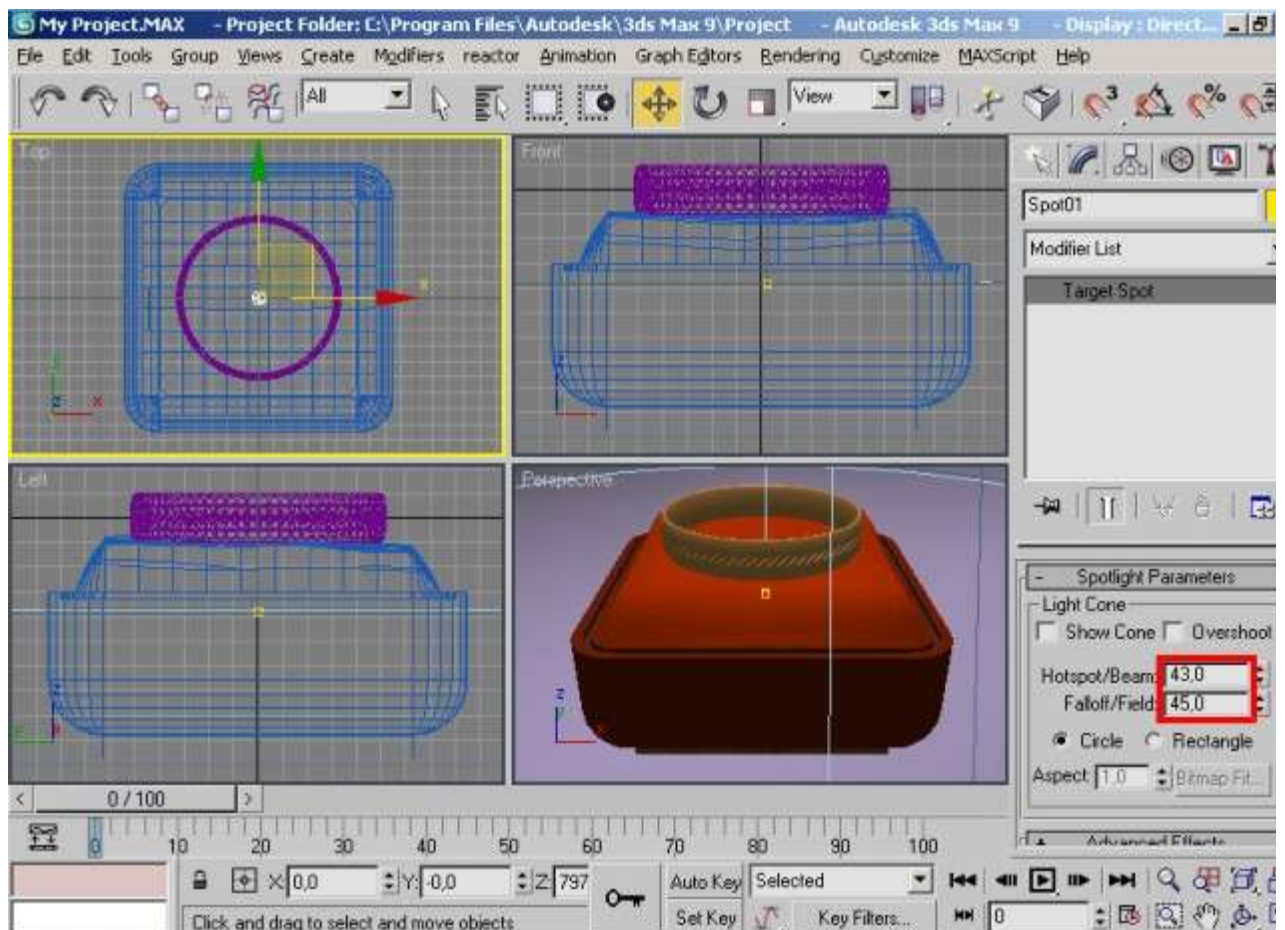 My Project.MAX - Project Folder: C:\Program Files\Autodesk\3ds Max 9\Project - Autodesk 3ds Max 9 - Display : Direct...
File Edit Tools Group Views Create Modifiers reactor Animation Graph Editors Rendering Customize MAXScript Help
All View 3 %
Top Front
Spot01
Modifier List
Target Spot
Left Perspective
- Spotlight Parameters
Light Cone
Show Cone Overshoot
Hotspot/Beam: 43,0
Falloff/Field: 45,0
Circle Rectangle
Aspect: 1,0 Bitmap Fit...
+ Advanced Effects
< 0 / 100 >
0 10 20 30 40 50 60 70 80 90 100
X: 0,0 Y: -0,0 Z: 797 Auto Key Selected
Click and drag to select and move objects Set Key Key Filters... 0